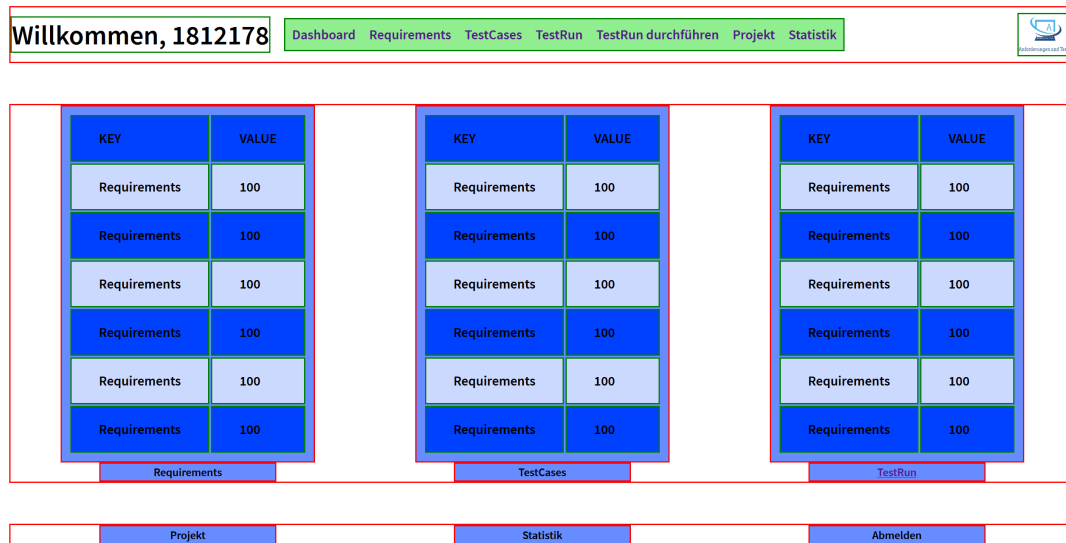 Willkommen, 1812178
Dashboard Requirements TestCases TestRun TestRun durchführen Projekt Statistik
Anforderungen und
KEY VALUE KEY VALUE KEY VALUE
Requirements 100 Requirements 100 Requirements 100
Requirements 100 Requirements 100 Requirements 100
Requirements 100 Requirements 100 Requirements 100
Requirements 100 Requirements 100 Requirements 100
Requirements 100 Requirements 100 Requirements 100
Requirements 100 Requirements 100 Requirements 100
Requirements TestCases TestRun
Projekt Statistik Abmelden